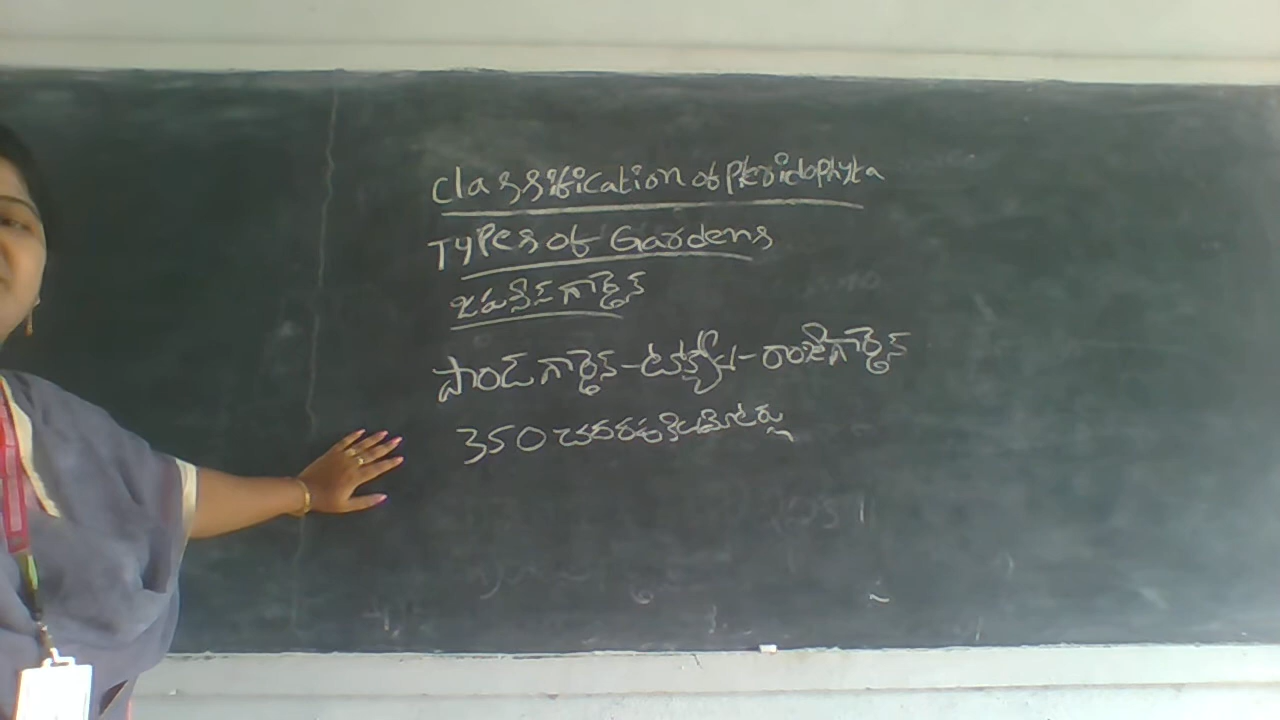 Classification of Pteridophyta
Types of Gardens
జపనీస్ గార్డెన్
పాండ్ గార్డెన్ - టోక్యో - రాంజి గార్డెన్
350 చదరపు కిలోమీటర్లు